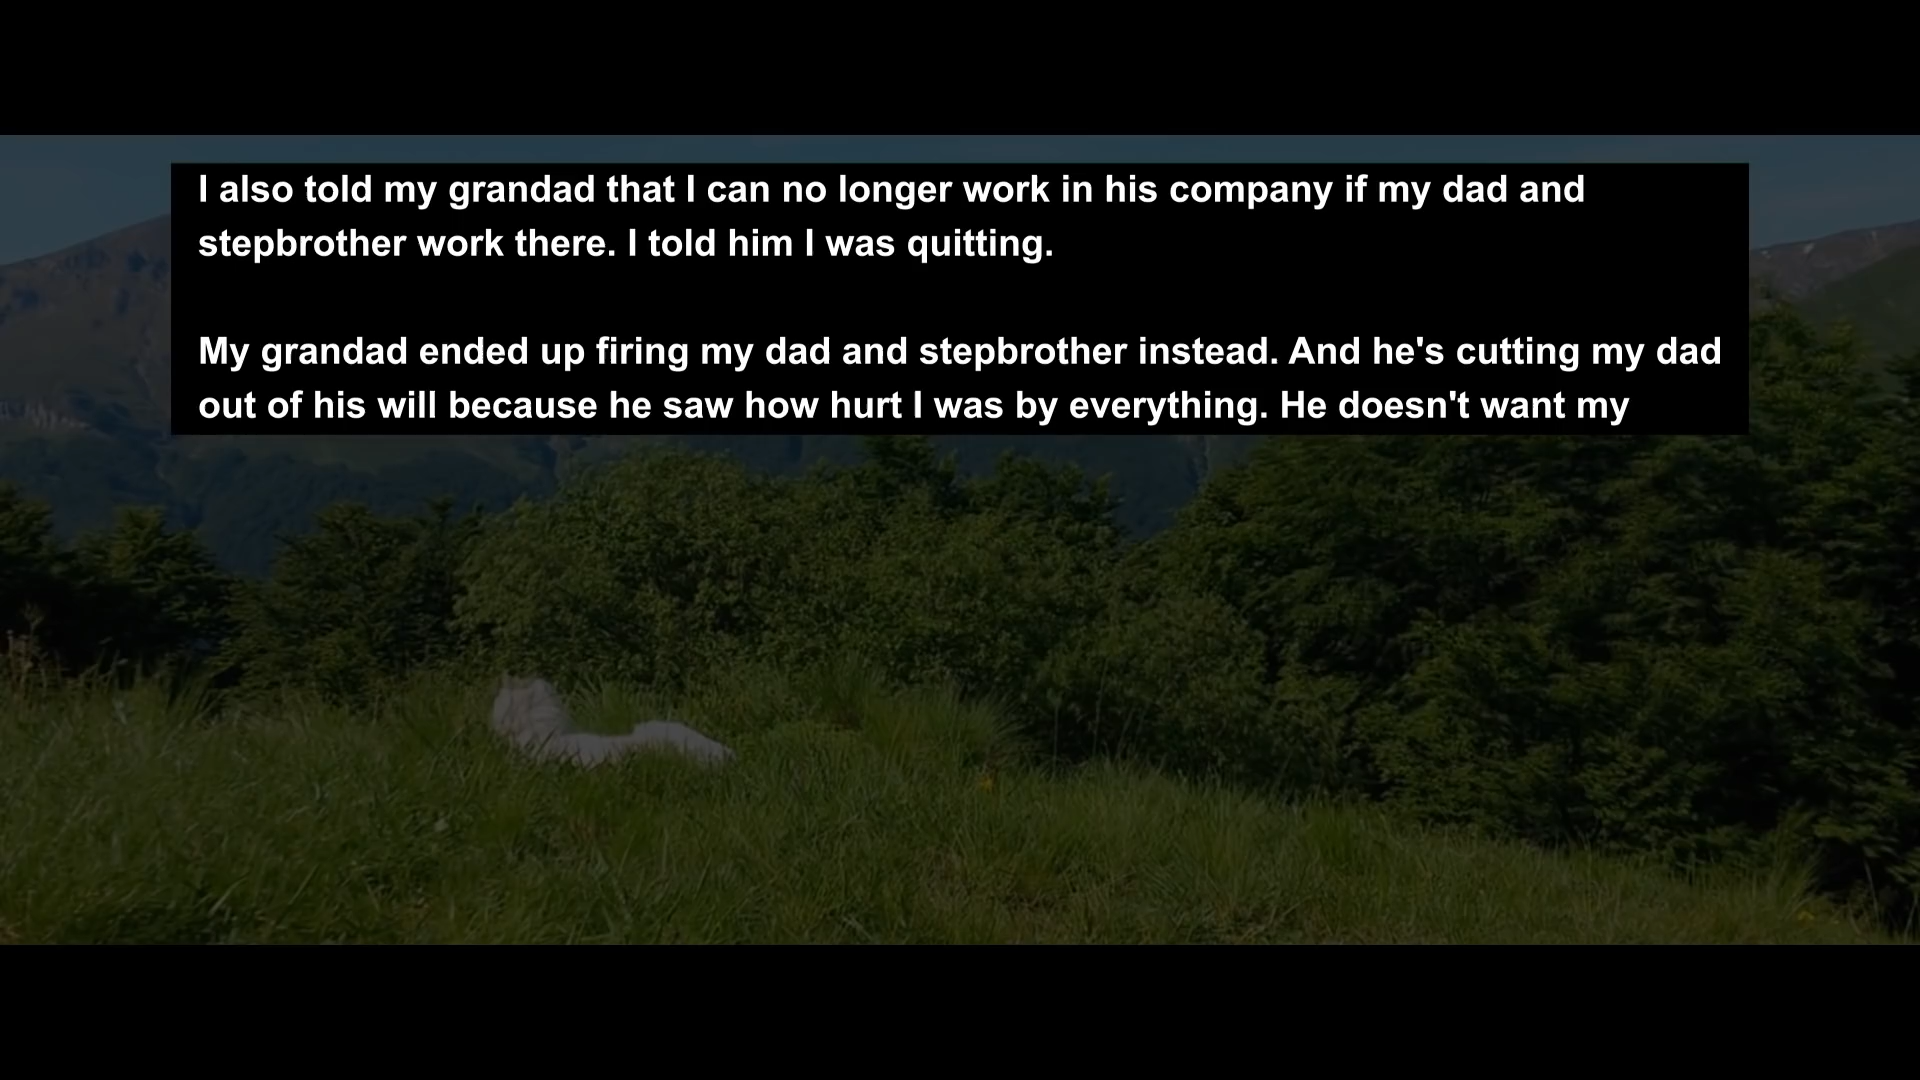 I also told my grandad that I can no longer work in his company if my dad and
stepbrother work there. I told him I was quitting.
My grandad ended up firing my dad and stepbrother instead. And he's cutting my dad
out of his will because he saw how hurt I was by everything. He doesn't want my